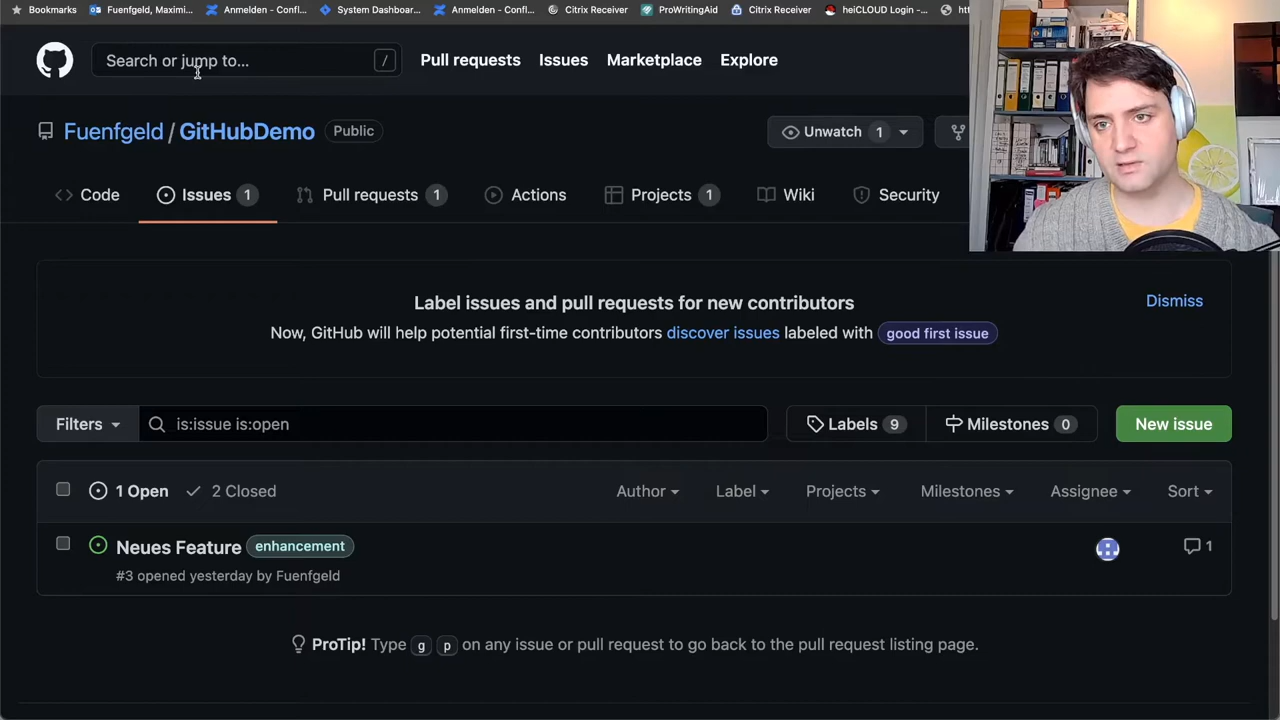 Bookmarks Fuenfgeld, Maximi... Anmelden - Confl... System Dashboar... Anmelden - Confl... Citrix Receiver ProWritingAid Citrix Receiver heiCLOUD Login -...
Search or jump to... / Pull requests Issues Marketplace Explore
Fuenfgeld / GitHubDemo Public Unwatch 1
Code Issues 1 Pull requests 1 Actions Projects 1 Wiki Security
Label issues and pull requests for new contributors Dismiss
Now, GitHub will help potential first-time contributors discover issues labeled with good first issue
Filters is:issue is:open Labels 9 Milestones 0 New issue
1 Open 2 Closed Author Label Projects Milestones Assignee Sort
Neues Feature enhancement 1
#3 opened yesterday by Fuenfgeld
ProTip! Type g p on any issue or pull request to go back to the pull request listing page.